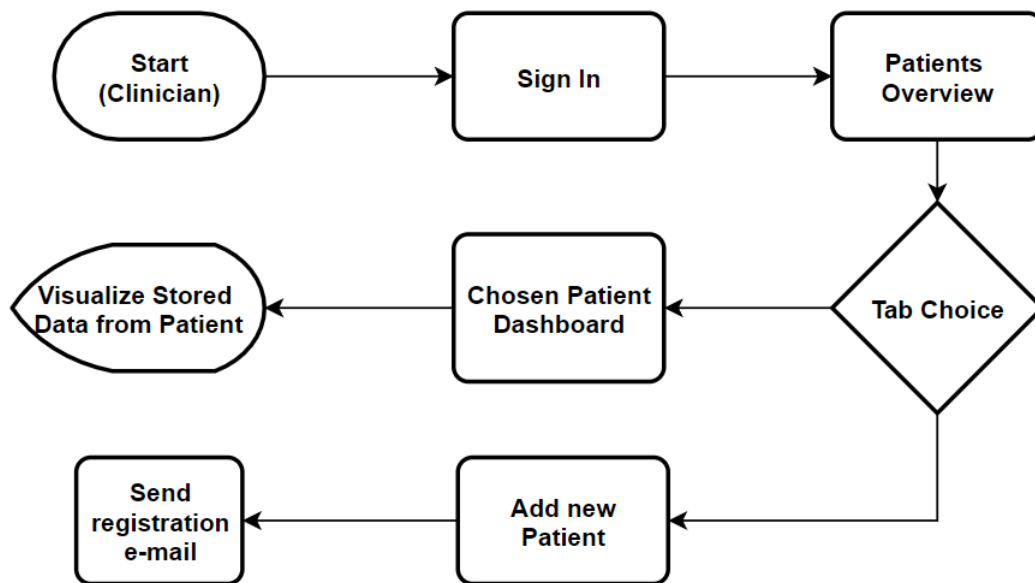 Start
(Clinician)
Sign In
Patients
Overview
Tab Choice
Chosen Patient
Dashboard
Visualize Stored
Data from Patient
Add new
Patient
Send
registration
e-mail